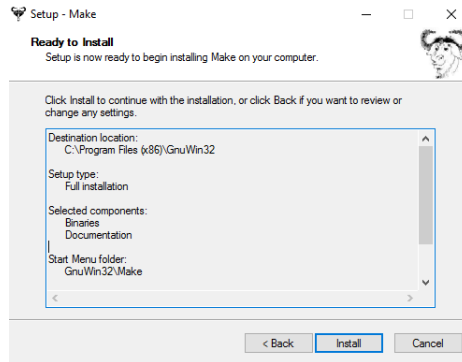 Setup - Make
Ready to Install
Setup is now ready to begin installing Make on your computer.
Click Install to continue with the installation, or click Back if you want to review or
change any settings.
Destination location:
C:\Program Files (x86)\GnuWin32
Setup type:
Full installation
Selected components:
Binaries
Documentation
Start Menu folder:
GnuWin32\Make
< Back
Install
Cancel